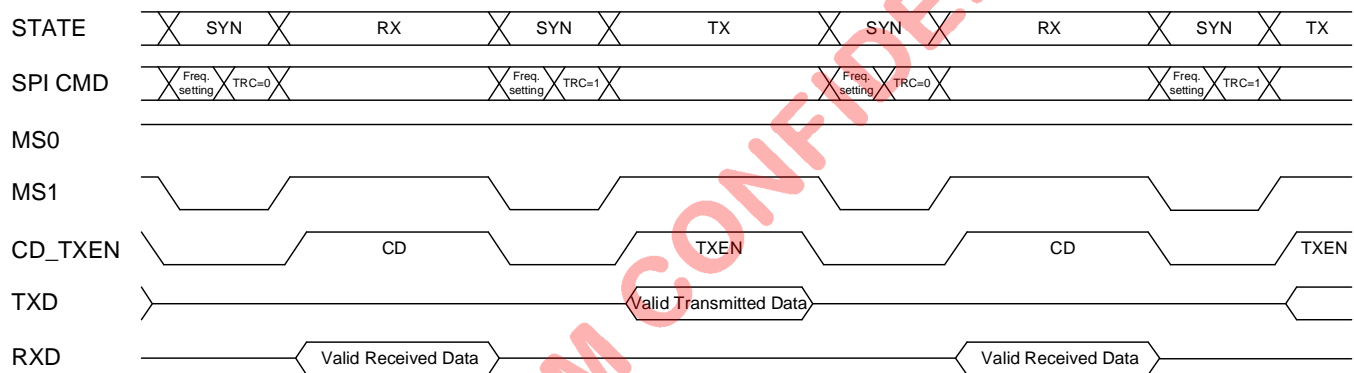 STATE SYN RX SYN TX SYN RX SYN TX
SPI CMD Freq. setting TRC=0 Freq. setting TRC=1 Freq. setting TRC=0 Freq. setting TRC=1
MS0
MS1
CD_TXEN CD TXEN CD TXEN
TXD Valid Transmitted Data
RXD Valid Received Data Valid Received Data
M CONFIDE